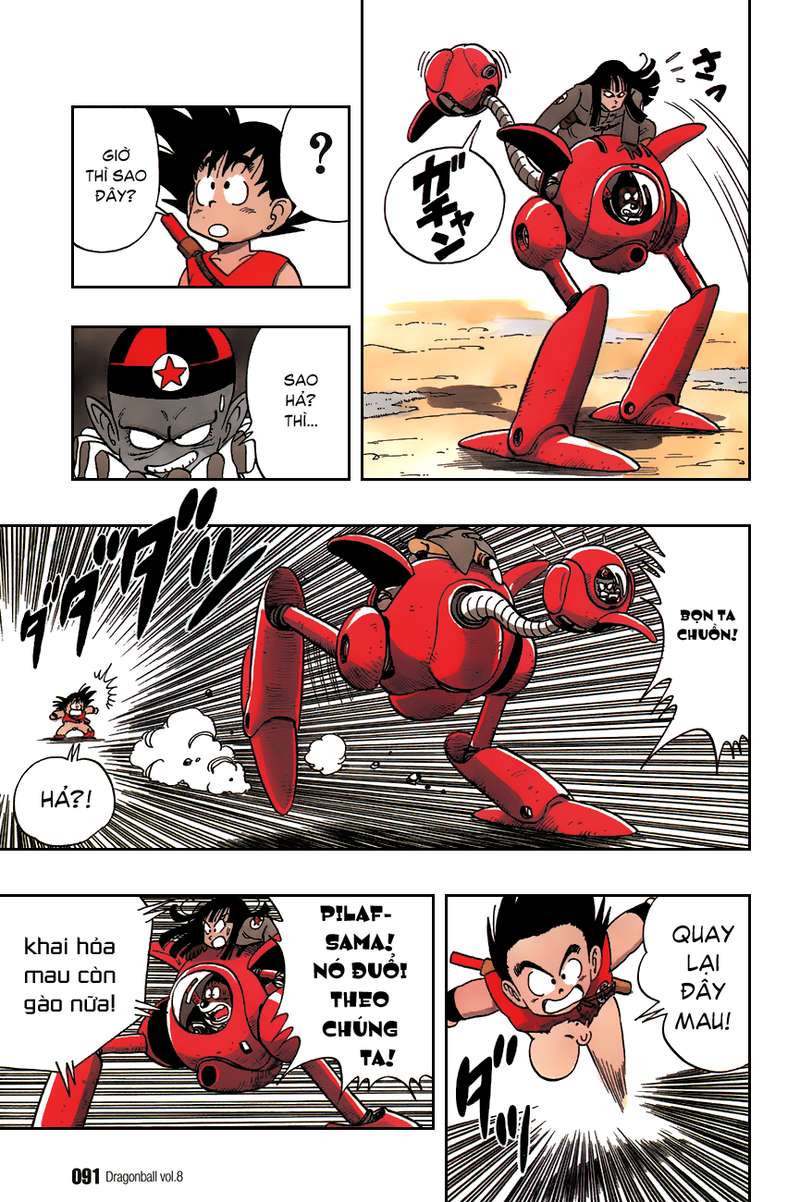 サッ
ガチャン
?
GIỜ
THÌ SAO
ĐÂY?
SAO
HẢ?
THÌ...
BỌN TA
CHUỒN!
ダダダッ
HẢ?!
QUAY
LẠI
ĐÂY
MAU!
ダッ
PILAF-
SAMA!
NÓ ĐUỔI
THEO
CHÚNG
TA!
khai hỏa
mau còn
gào nữa!
091 Dragonball vol.8